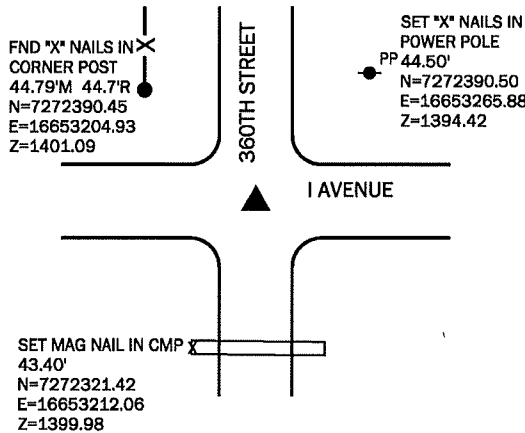 FND "X" NAILS IN
CORNER POST
44.79'M 44.7'R
N=7272390.45
E=16653204.93
Z=1401.09
360TH STREET
SET "X" NAILS IN
POWER POLE
PP 44.50'
N=7272390.50
E=16653265.88
Z=1394.42
I AVENUE
SET MAG NAIL IN CMP
43.40'
N=7272321.42
E=16653212.06
Z=1399.98